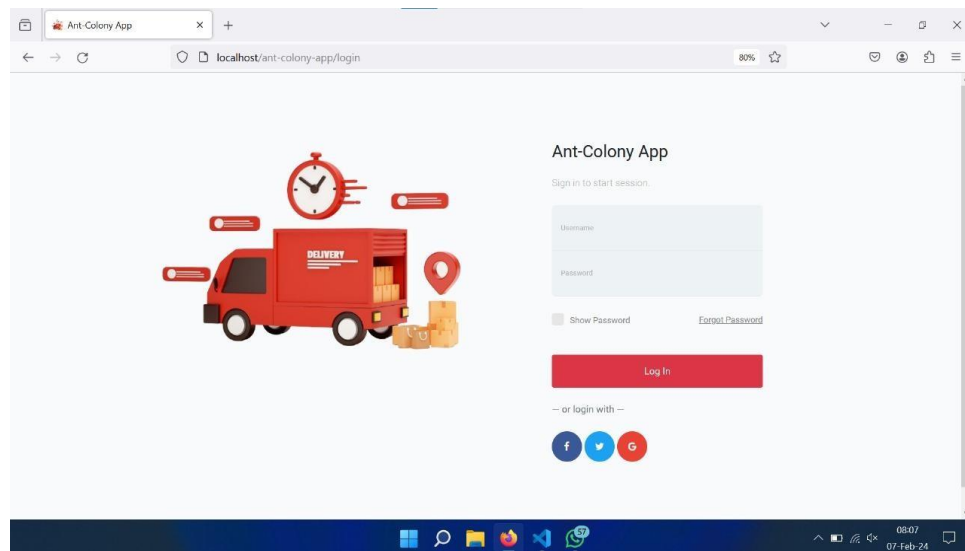 Ant-Colony App
localhost/ant-colony-app/login
80%
DELIVERY
Ant-Colony App
Sign in to start session.
Username
Password
Show Password
Forgot Password
Log In
— or login with —
f
G
57
08:07
07-Feb-24